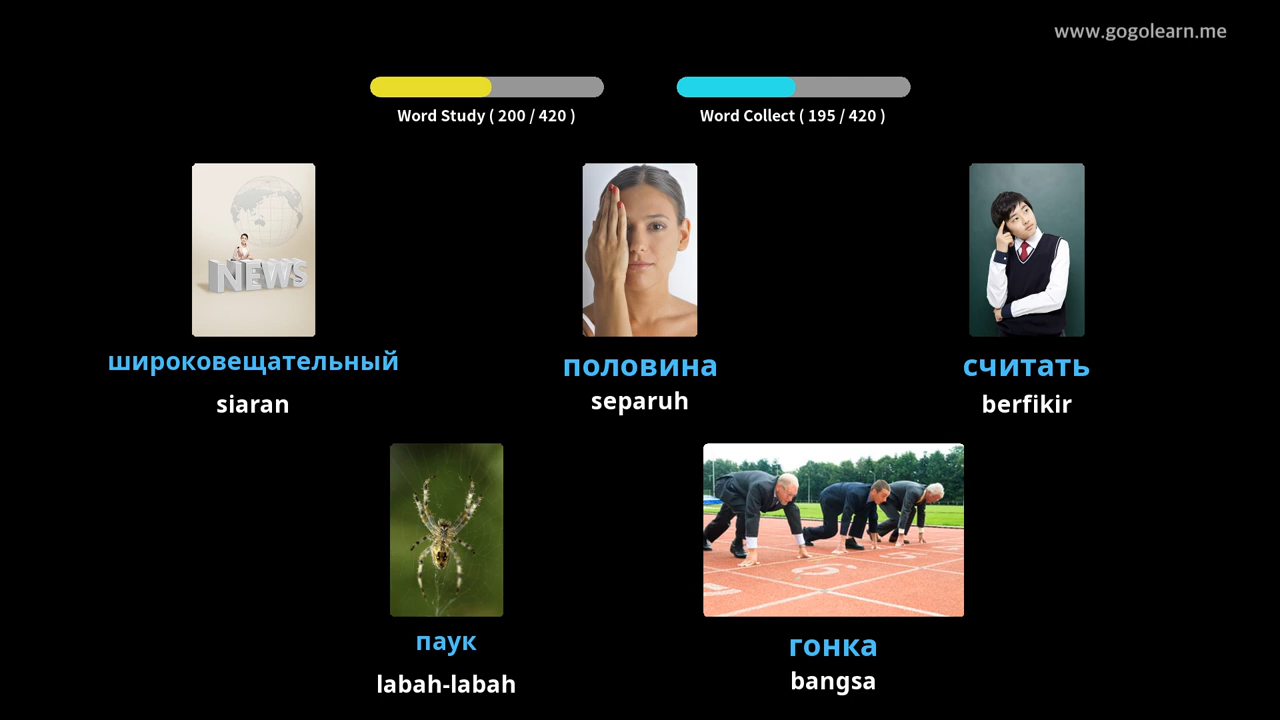 www.gogolearn.me
Word Study ( 200 / 420 )
Word Collect ( 195 / 420 )
NEWS
широковещательный
siaran
половина
separuh
считать
berfikir
паук
labah-labah
гонка
bangsa